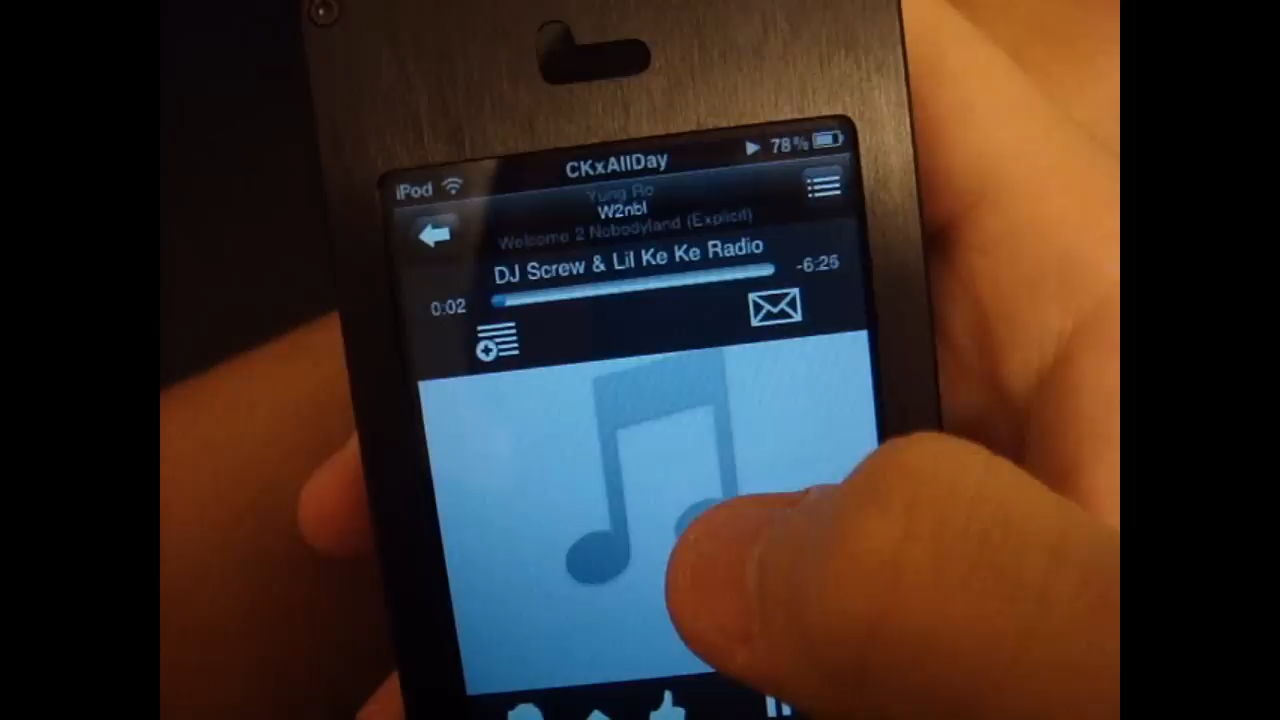 iPod CKxAllDay 78%
Yung Ro
W2nbl
Welcome 2 Nobodyland (Explicit)
DJ Screw & Lil Ke Ke Radio
0:02 -6:25